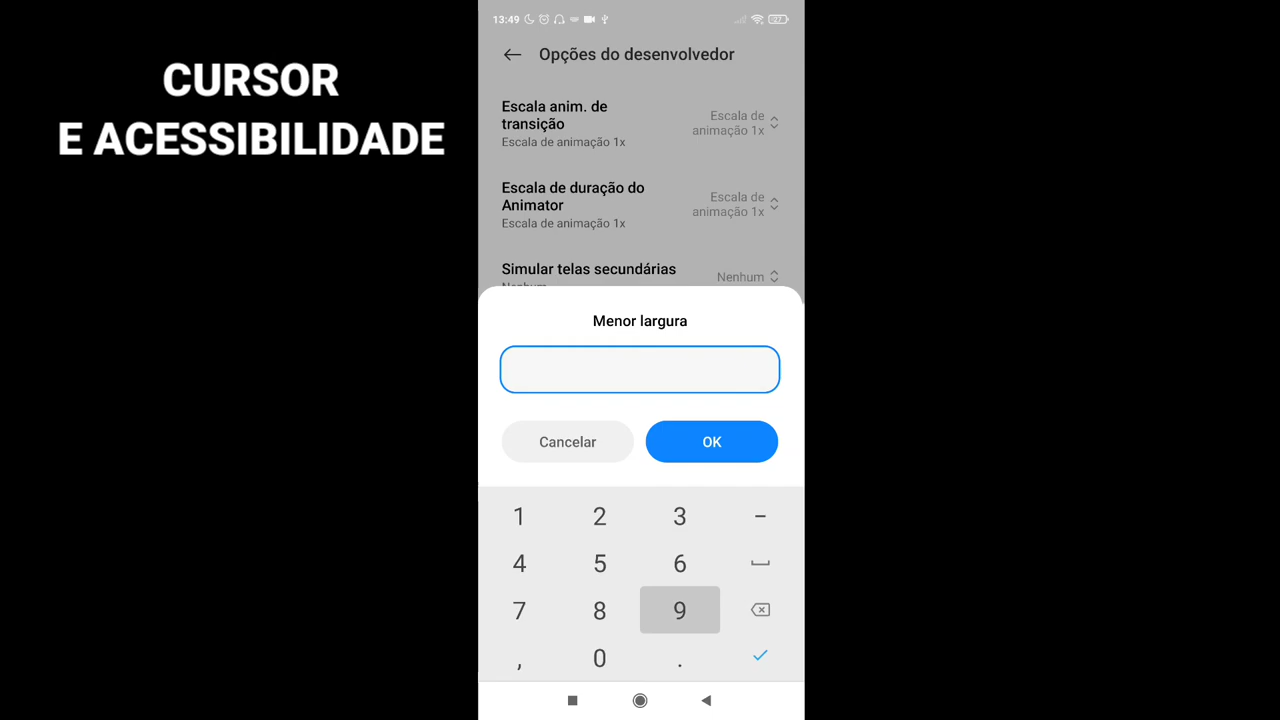 CURSOR
E ACESSIBILIDADE
13:49
27
Opções do desenvolvedor
Escala anim. de
transição
Escala de animação 1x
Escala de
animação 1x
Escala de duração do
Animator
Escala de animação 1x
Escala de
animação 1x
Simular telas secundárias
Nenhum
Nenhum
Menor largura
Cancelar
OK
1 2 3 -
4 5 6
7 8 9
, 0 .